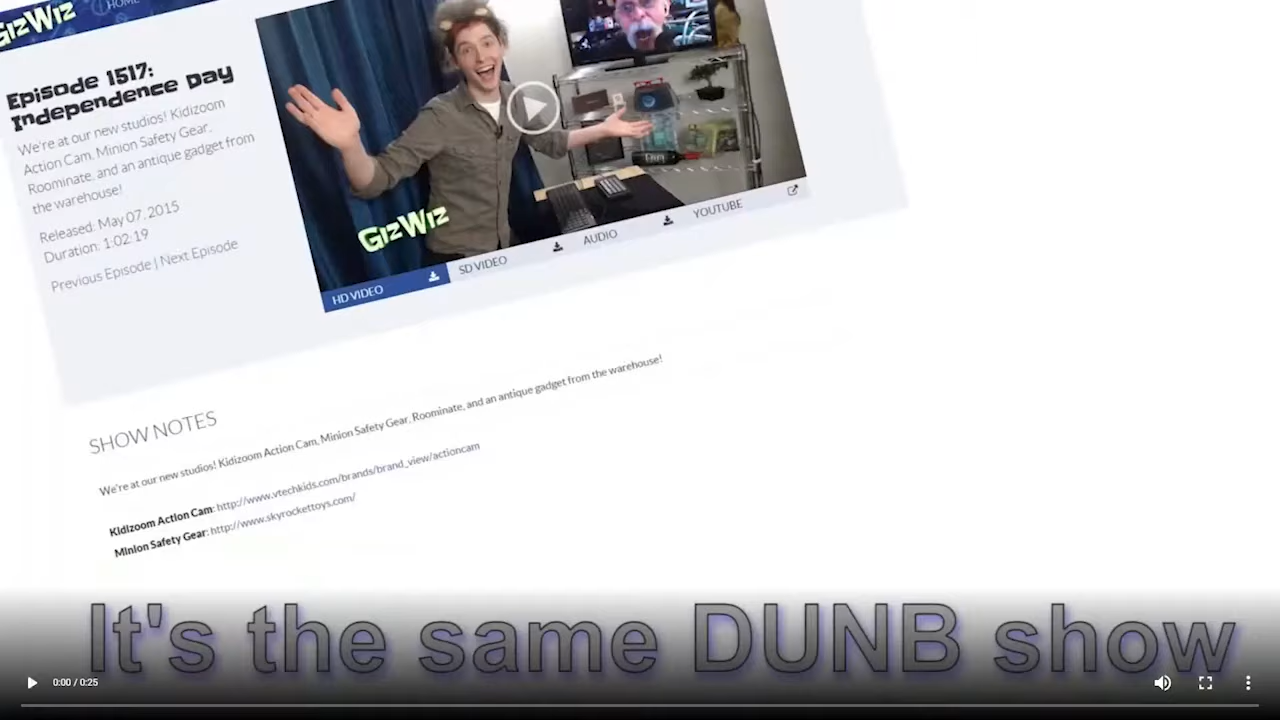 GizWiz
HOME
Episode 1517:
Independence Day
We're at our new studios! Kidizoom
Action Cam, Minion Safety Gear,
Roominate, and an antique gadget from
the warehouse!
Released: May 07, 2015
Duration: 1:02:19
Previous Episode | Next Episode
GizWiz
HD VIDEO
SD VIDEO
AUDIO
YOUTUBE
SHOW NOTES
We're at our new studios! Kidizoom Action Cam, Minion Safety Gear, Roominate, and an antique gadget from the warehouse!
Kidizoom Action Cam: http://www.vtechkids.com/brands/brand_view/actioncam
Minion Safety Gear: http://www.skyrockettoys.com/
It's the same DUNB show
0:00 / 0:25